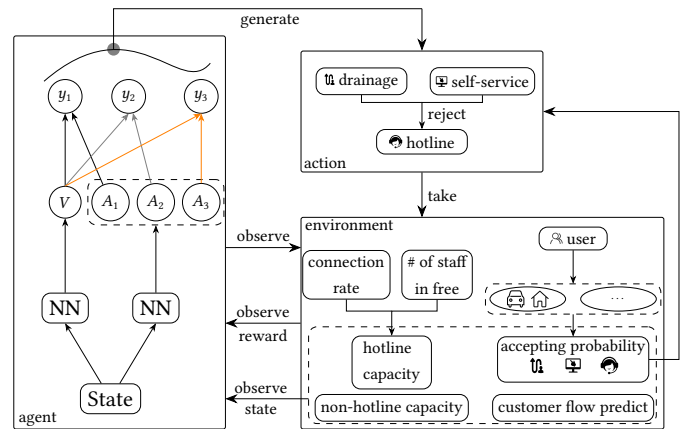 generate
y1
y2
y3
V
A1
A2
A3
NN
NN
State
agent
drainage
self-service
reject
hotline
action
take
observe
observe
reward
observe
state
environment
connection
rate
# of staff
in free
user
...
hotline
capacity
accepting probability
non-hotline capacity
customer flow predict